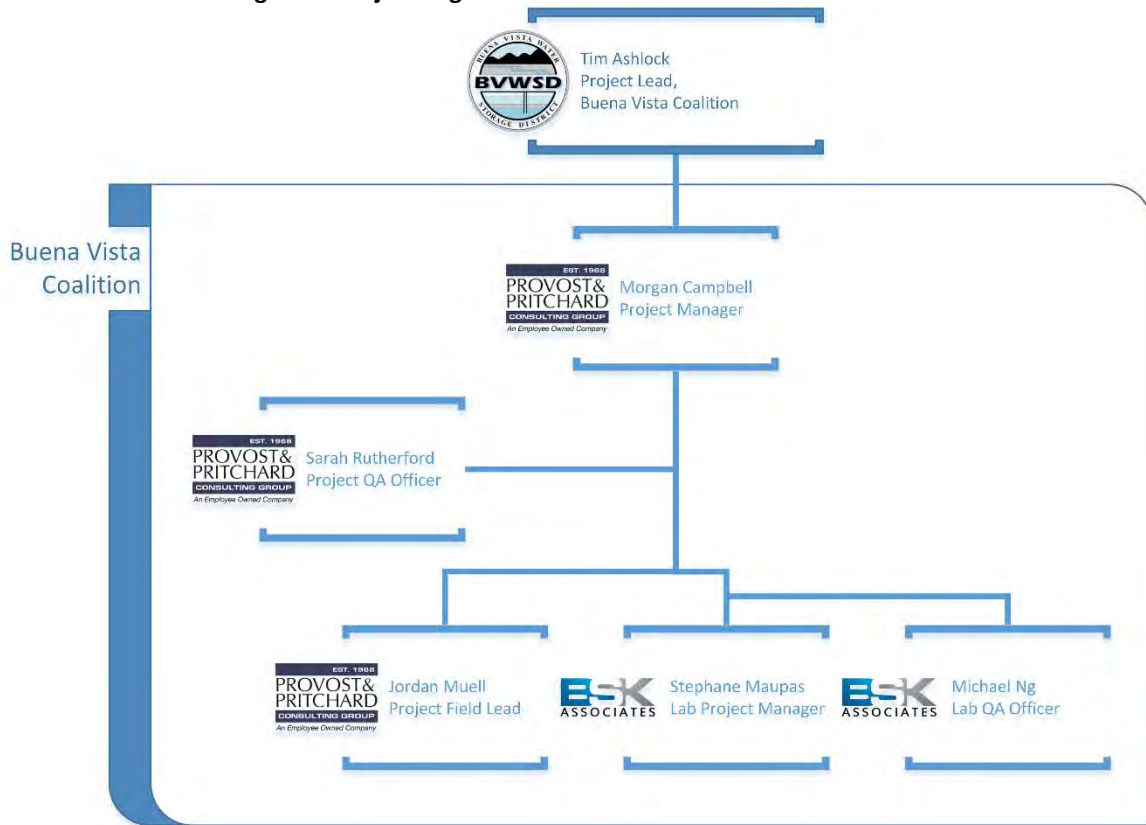 BUENA VISTA WATER
BVWSD
STORAGE DISTRICT
Tim Ashlock
Project Lead,
Buena Vista Coalition
Buena Vista
Coalition
EST. 1968
PROVOST&
PRITCHARD
CONSULTING GROUP
An Employee Owned Company
Morgan Campbell
Project Manager
EST. 1968
PROVOST&
PRITCHARD
CONSULTING GROUP
An Employee Owned Company
Sarah Rutherford
Project QA Officer
EST. 1968
PROVOST&
PRITCHARD
CONSULTING GROUP
An Employee Owned Company
Jordan Muell
Project Field Lead
BSK
ASSOCIATES
Stephane Maupas
Lab Project Manager
BSK
ASSOCIATES
Michael Ng
Lab QA Officer